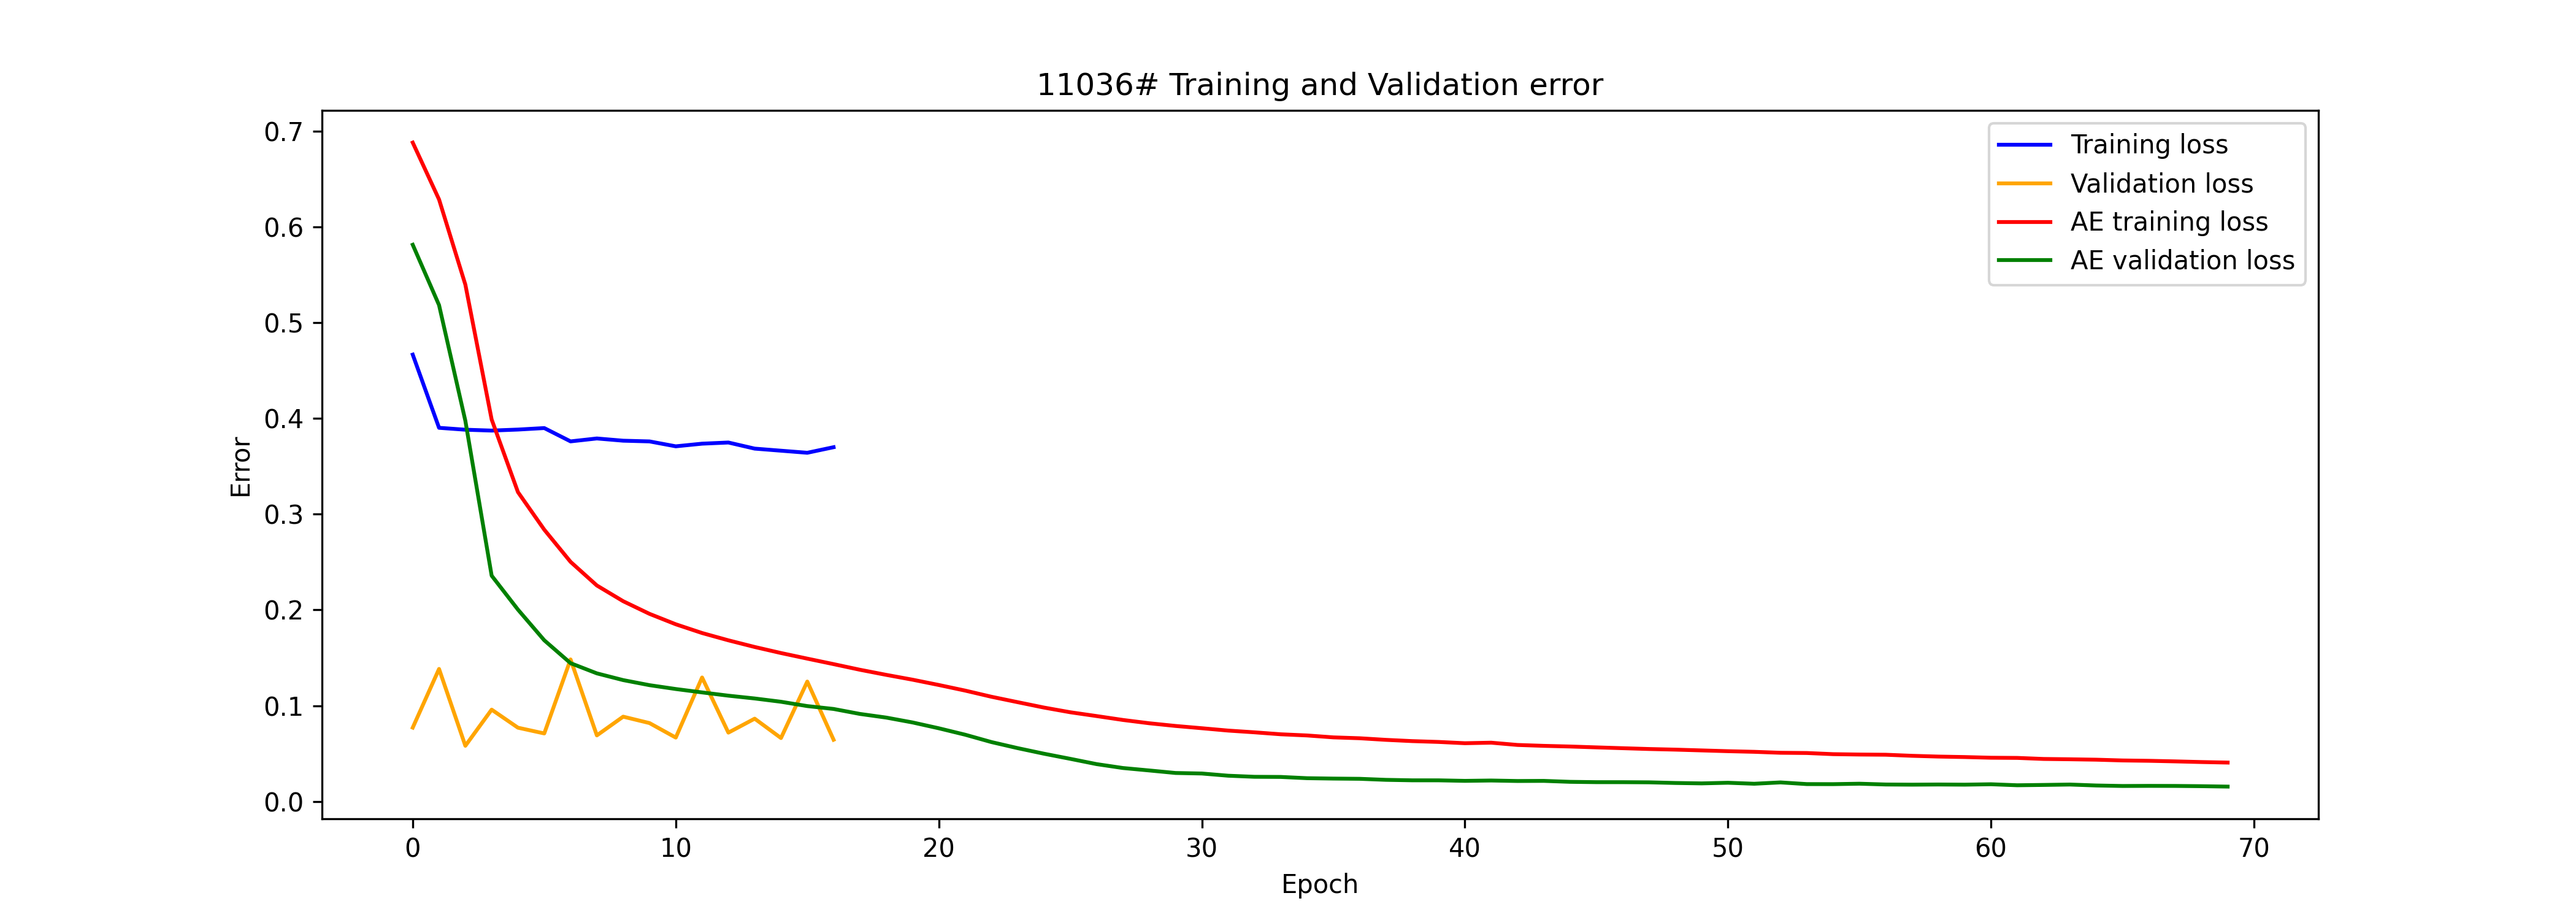 11036# Training and Validation error
Training loss
Validation loss
AE training loss
AE validation loss
Error
0.7
0.6
0.5
0.4
0.3
0.2
0.1
0.0
0 10 20 30 40 50 60 70
Epoch